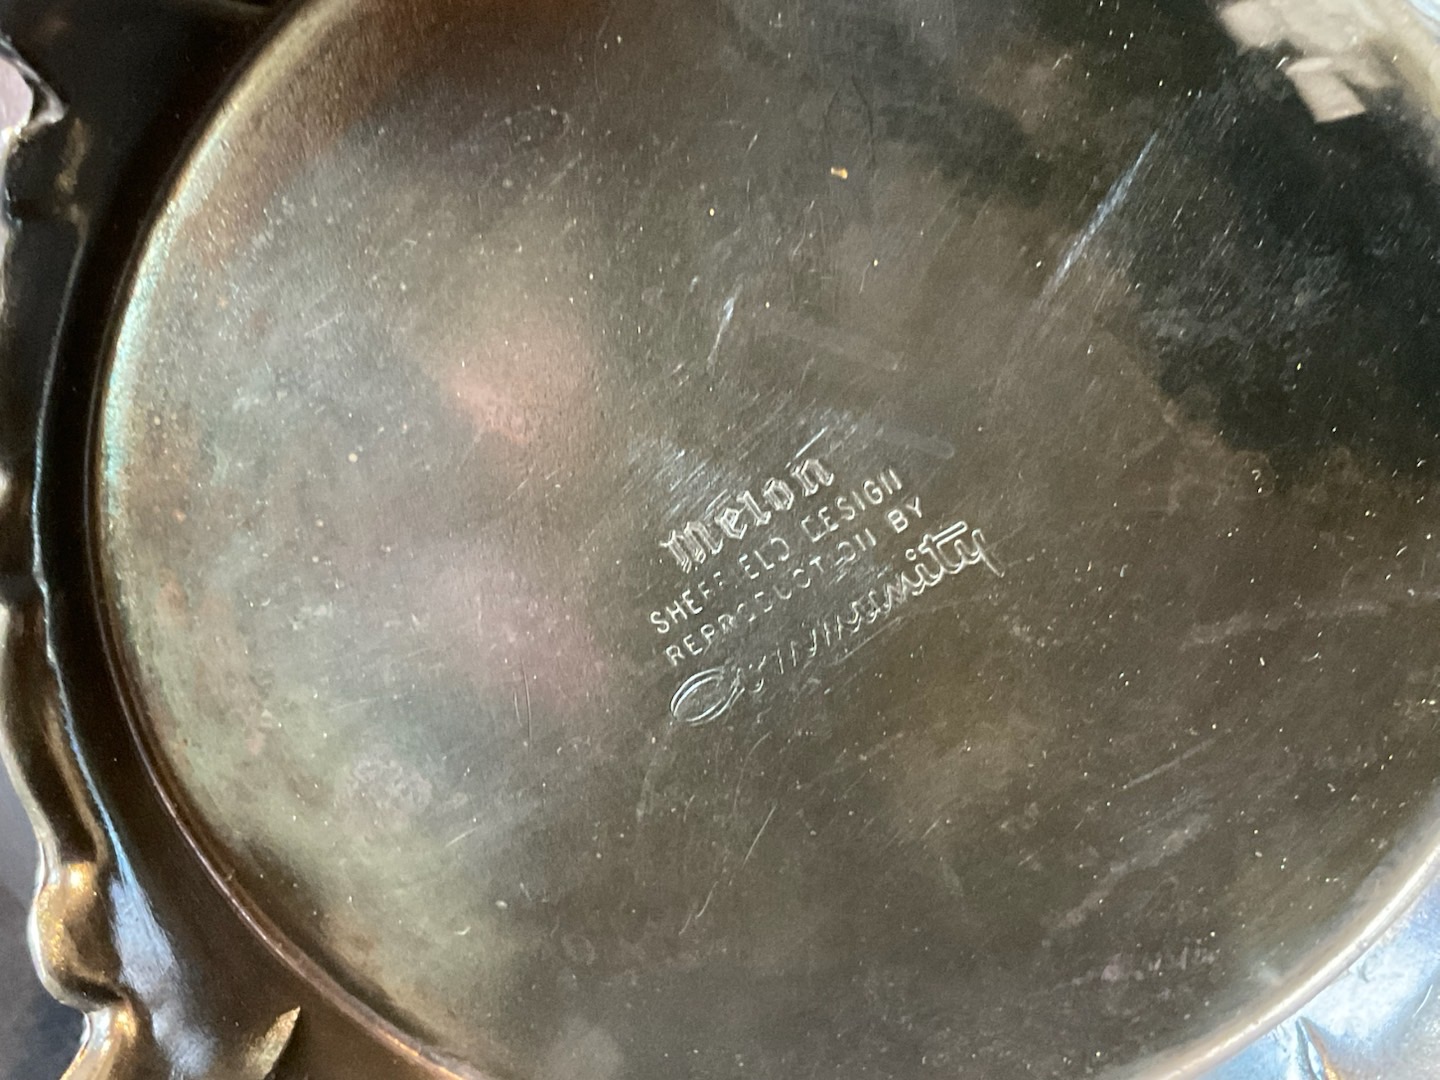 Melon
SHEFFIELD DESIGN
REPRODUCTION BY
Community